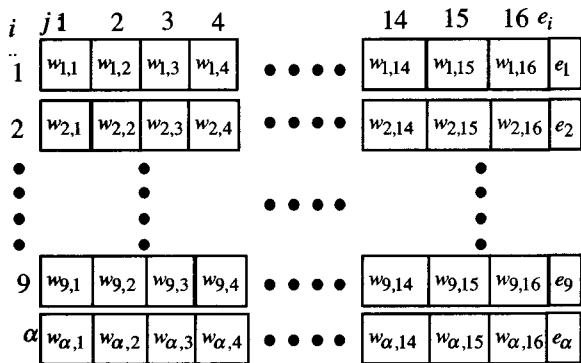 i j 1 2 3 4 14 15 16 e_i
1 w_{1,1} w_{1,2} w_{1,3} w_{1,4} w_{1,14} w_{1,15} w_{1,16} e_1
2 w_{2,1} w_{2,2} w_{2,3} w_{2,4} w_{2,14} w_{2,15} w_{2,16} e_2
9 w_{9,1} w_{9,2} w_{9,3} w_{9,4} w_{9,14} w_{9,15} w_{9,16} e_9
α w_{α,1} w_{α,2} w_{α,3} w_{α,4} w_{α,14} w_{α,15} w_{α,16} e_α